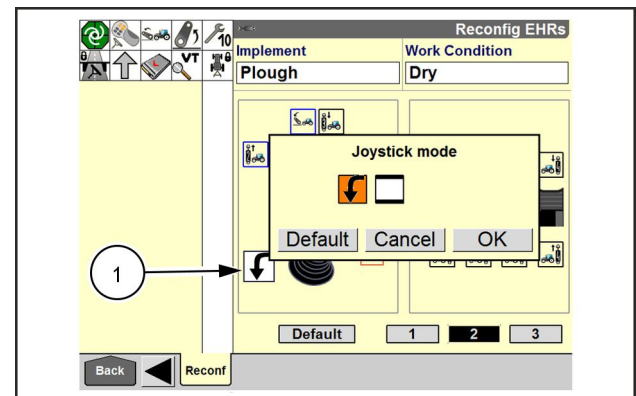 10
Reconfig EHRs
VT
Implement
Work Condition
Plough
Dry
Joystick mode
Default Cancel OK
1
Default 1 2 3
Back Reconf